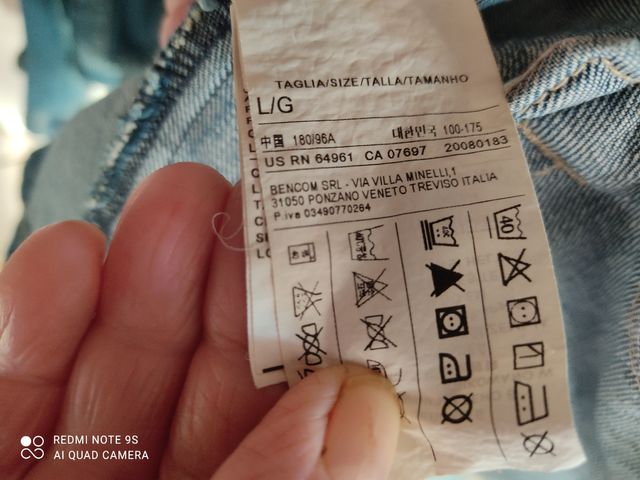 TAGLIA/SIZE/TALLA/TAMANHO
L/G
中国 180/96A 대한민국 100-175
US RN 64961 CA 07697 20080183
BENCOM SRL - VIA VILLA MINELLI,1
31050 PONZANO VENETO TREVISO ITALIA
P.iva 03490770264
40
REDMI NOTE 9S
AI QUAD CAMERA